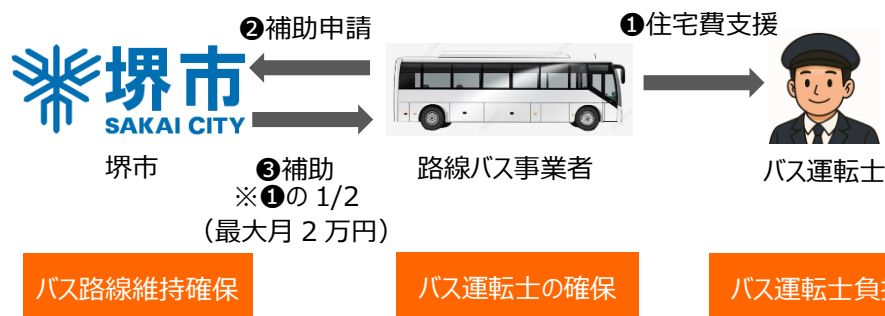 ❷補助申請
❶住宅費支援
堺市
SAKAI CITY
堺市
❸補助
※❶の 1/2
（最大月 2 万円）
路線バス事業者
バス運転士
バス路線維持確保
バス運転士の確保
バス運転士負